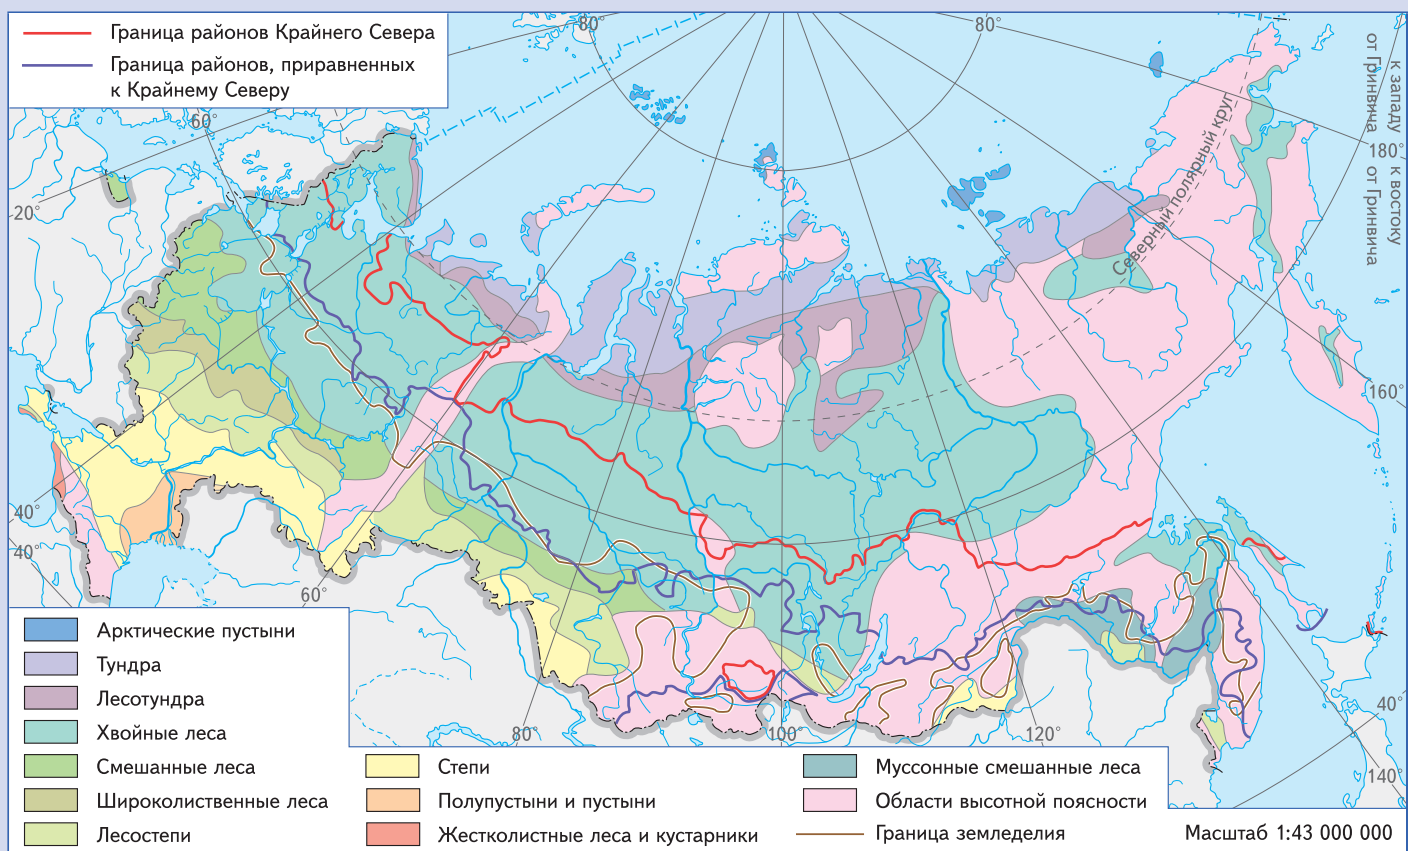 Граница районов Крайнего Севера
Граница районов, приравненных
к Крайнему Северу
80°
80°
60°
20°
40°
40°
60°
80°
100°
120°
140°
40°
160°
180°
к западу к востоку
от Гринвича от Гринвича
Северный полярный круг
Арктические пустыни
Тундра
Лесотундра
Хвойные леса
Смешанные леса
Широколиственные леса
Лесостепи
Степи
Полупустыни и пустыни
Жестколистные леса и кустарники
Муссонные смешанные леса
Области высотной поясности
Граница земледелия
Масштаб 1:43 000 000